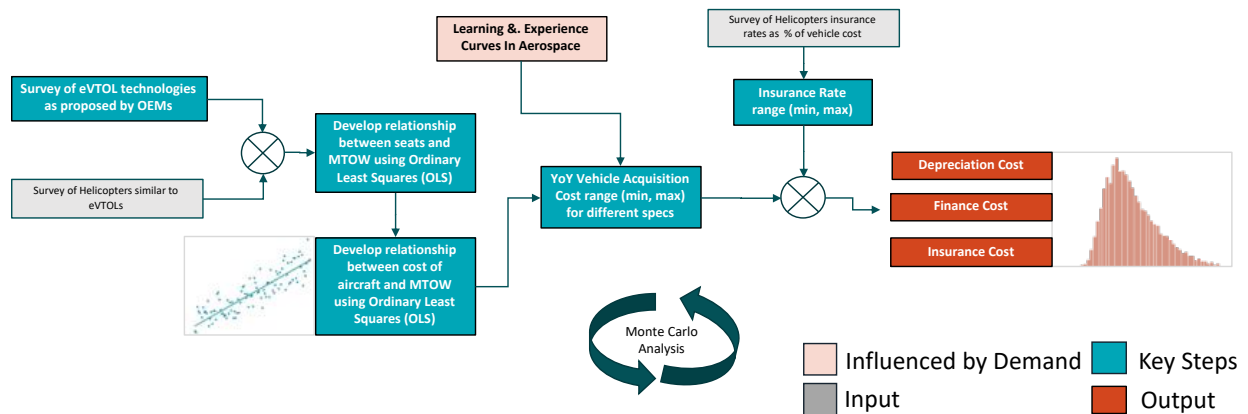 Learning &. Experience
Curves In Aerospace
Survey of Helicopters insurance
rates as % of vehicle cost
Survey of eVTOL technologies
as proposed by OEMs
Insurance Rate
range (min, max)
Develop relationship
between seats and
MTOW using Ordinary
Least Squares (OLS)
Survey of Helicopters similar to
eVTOLs
YoY Vehicle Acquisition
Cost range (min, max)
for different specs
Depreciation Cost
Finance Cost
Insurance Cost
Develop relationship
between cost of
aircraft and MTOW
using Ordinary Least
Squares (OLS)
Monte Carlo
Analysis
Influenced by Demand
Key Steps
Input
Output